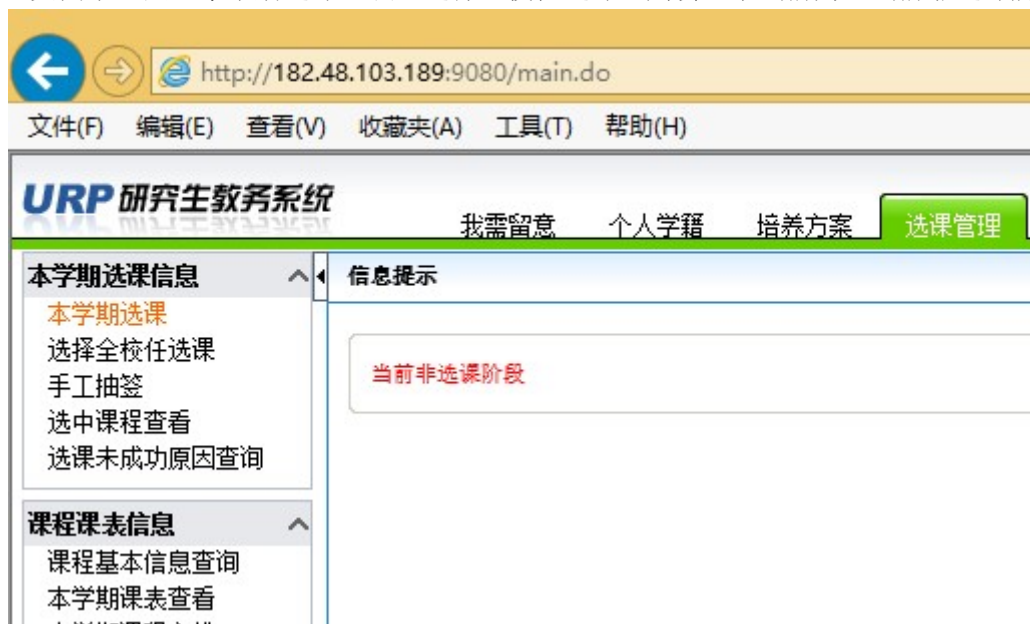 http://182.48.103.189:9080/main.do
文件(F) 编辑(E) 查看(V) 收藏夹(A) 工具(T) 帮助(H)
URP研究生教务系统
我需留意 个人学籍 培养方案 选课管理
本学期选课信息
本学期选课
选择全校任选课
手工抽签
选中课程查看
选课未成功原因查询
课程课表信息
课程基本信息查询
本学期课表查看
信息提示
当前非选课阶段